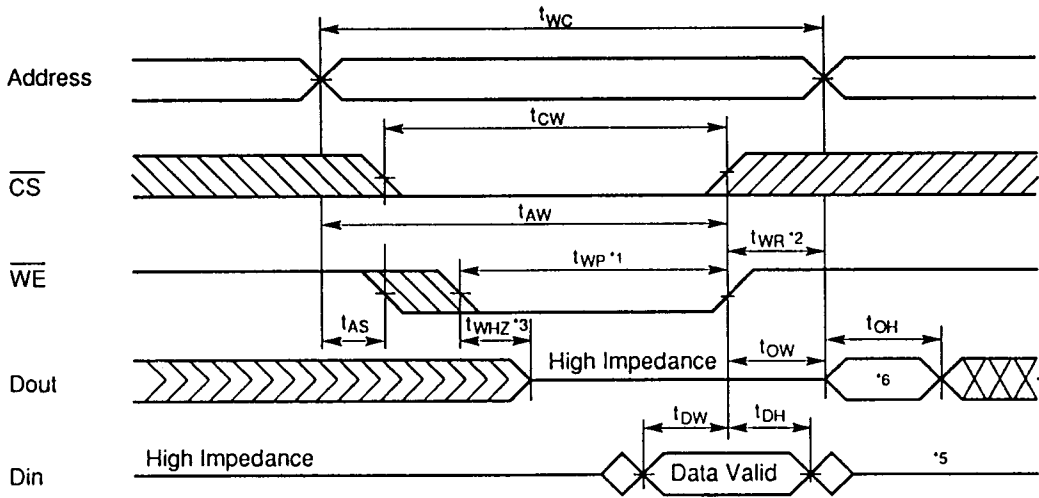 tWC
Address
tCW
CS
tAW
tWR *2
WE
tWP *1
tAS
tWHZ *3
tOH
High Impedance
tOW
Dout
*6
tDW
tDH
High Impedance
Data Valid
*5
Din